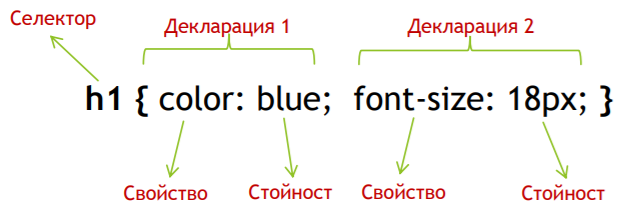 Селектор
Декларация 1
Декларация 2
h1 { color: blue; font-size: 18px; }
Свойство
Стойност
Свойство
Стойност